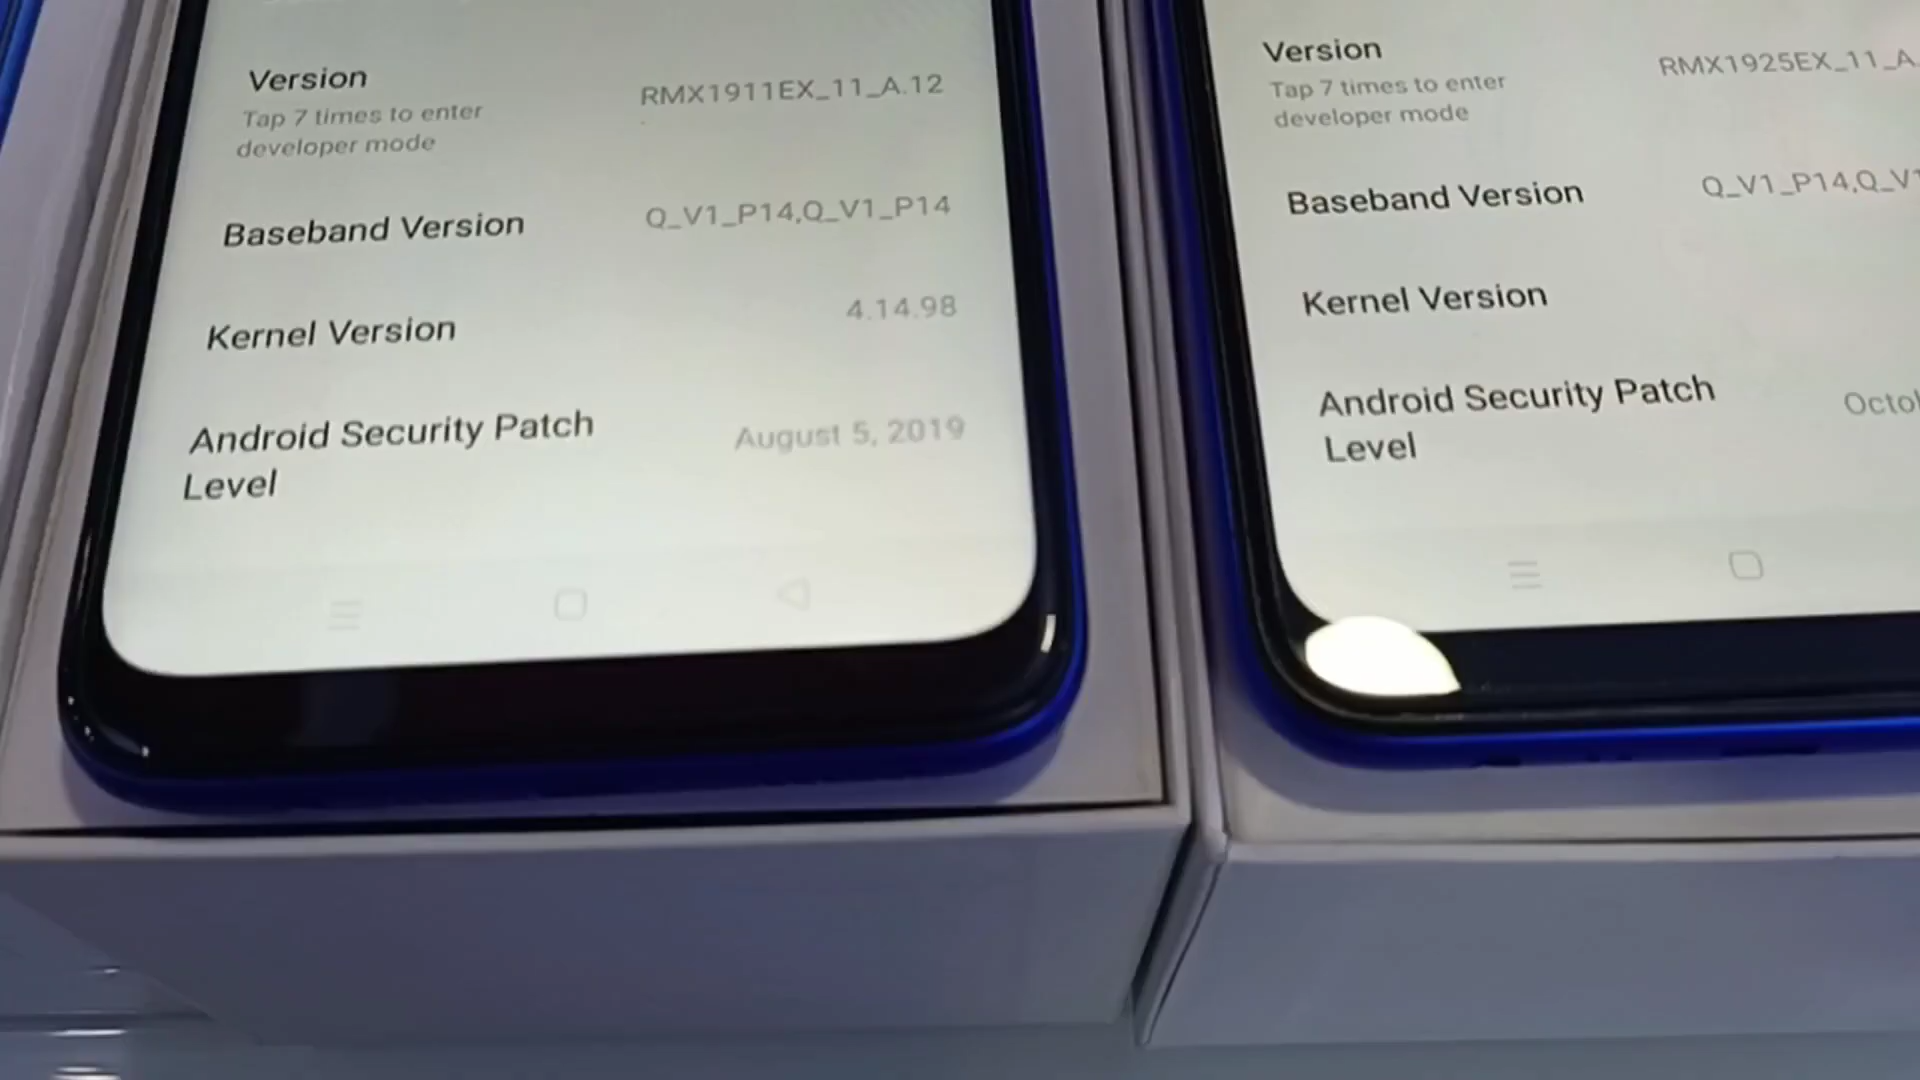 Version
Tap 7 times to enter
developer mode
RMX1911EX_11_A.12
Baseband Version
Q_V1_P14,Q_V1_P14
Kernel Version
4.14.98
Android Security Patch
Level
August 5, 2019
Version
Tap 7 times to enter
developer mode
RMX1925EX_11_A.
Baseband Version
Q_V1_P14,Q_V1
Kernel Version
Android Security Patch
Level
Octo